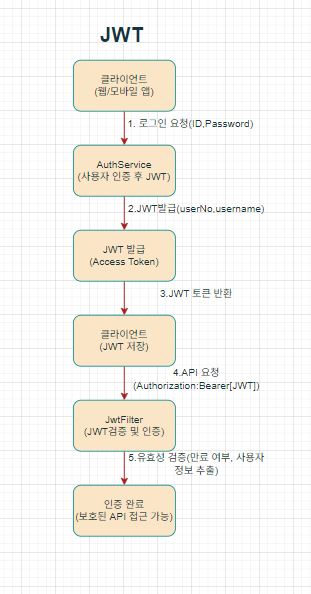 JWT
클라이언트
(웹/모바일 앱)
1. 로그인 요청(ID,Password)
AuthService
(사용자 인증 후 JWT)
2.JWT발급(userNo,username)
JWT 발급
(Access Token)
3.JWT 토큰 반환
클라이언트
(JWT 저장)
4.API 요청
(Authorization:Bearer[JWT])
JwtFilter
(JWT검증 및 인증)
5.유효성 검증(만료 여부, 사용자
정보 추출)
인증 완료
(보호된 API 접근 가능)